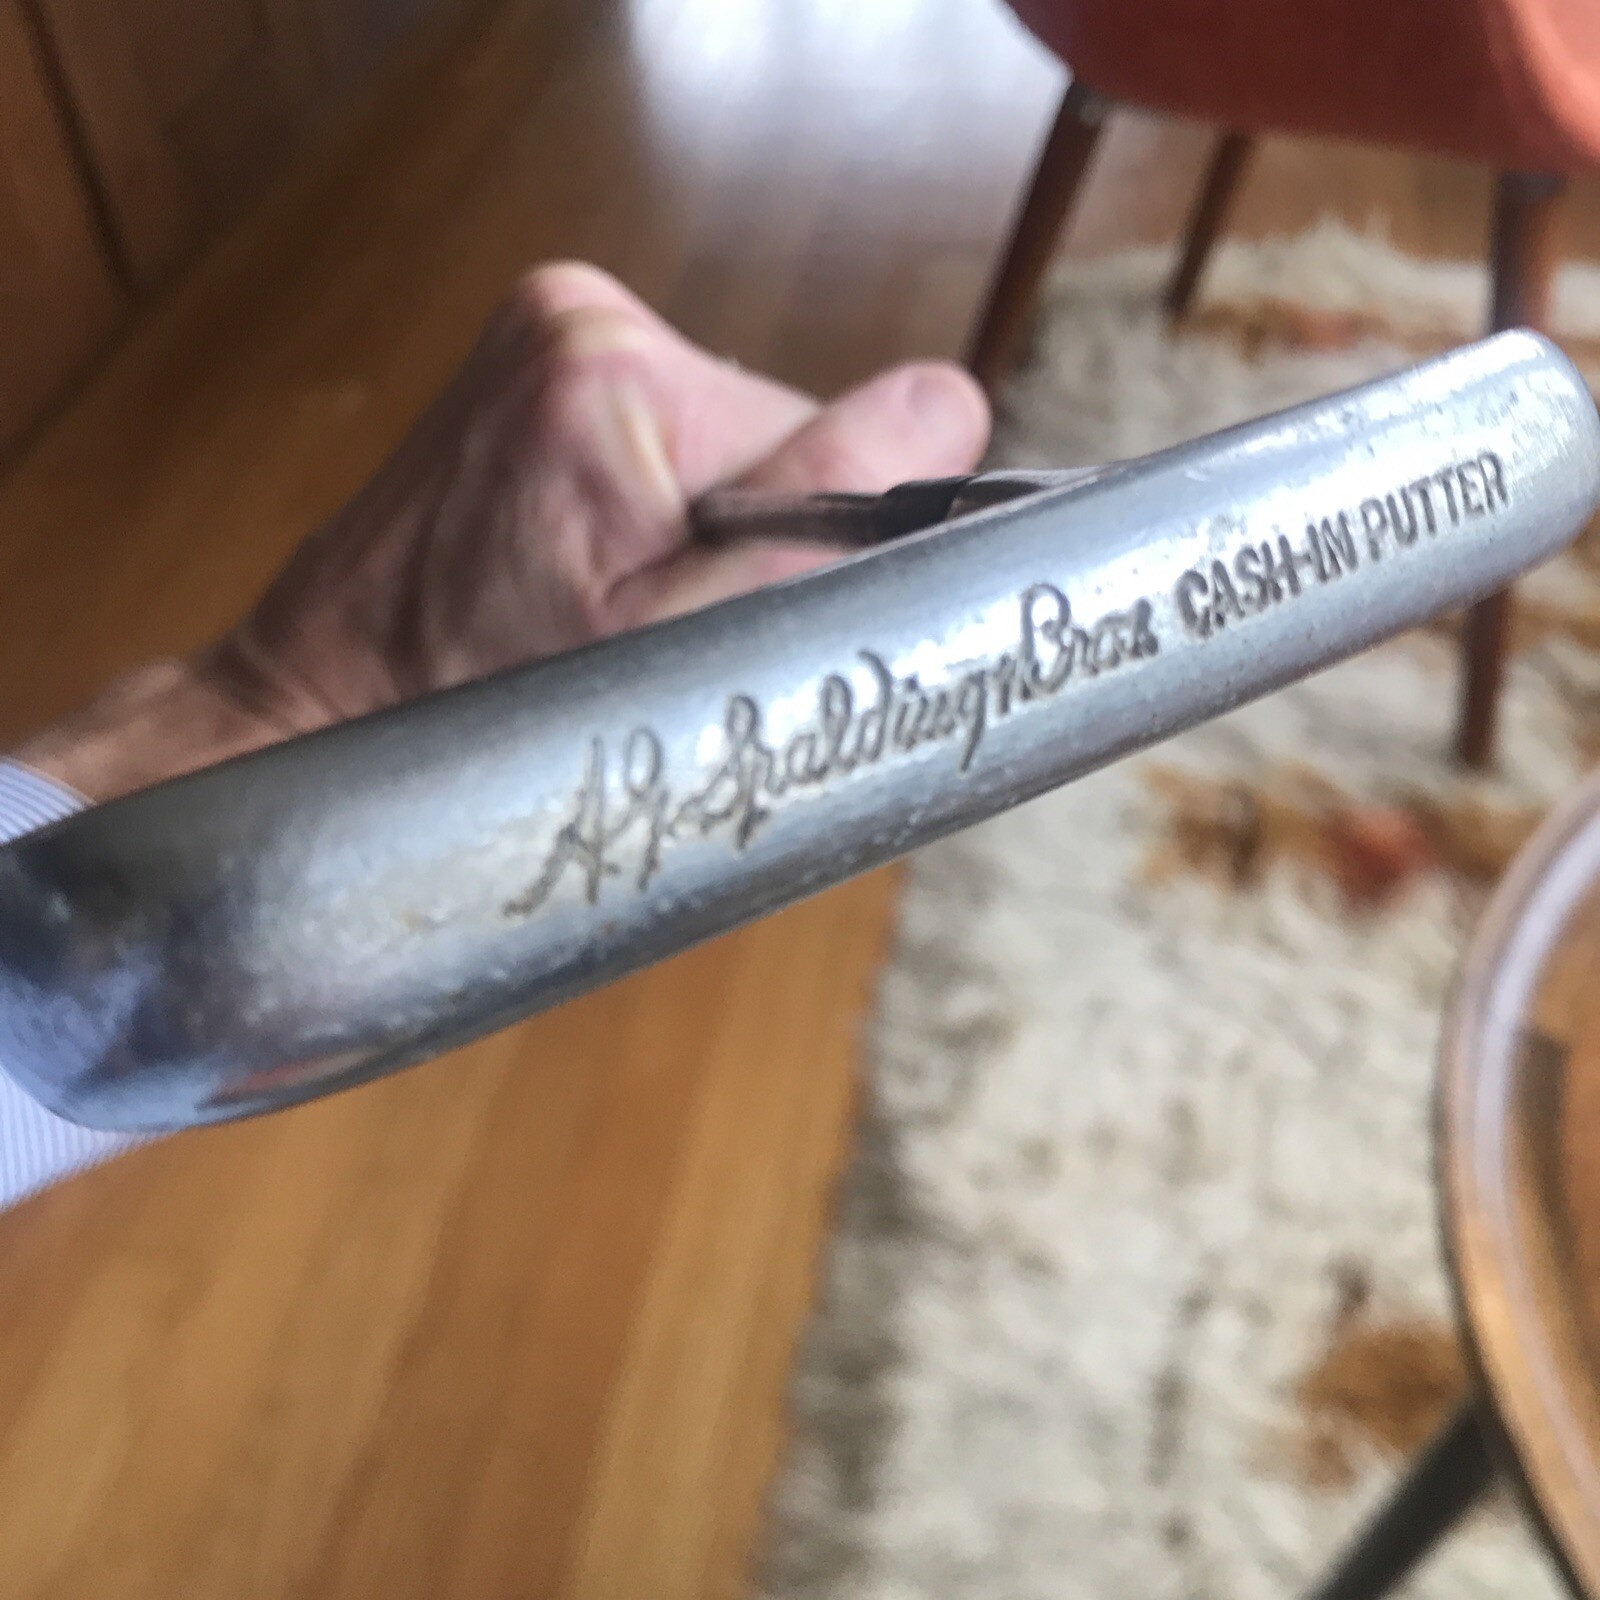 A.G. Spalding & Bros. CASH-IN PUTTER